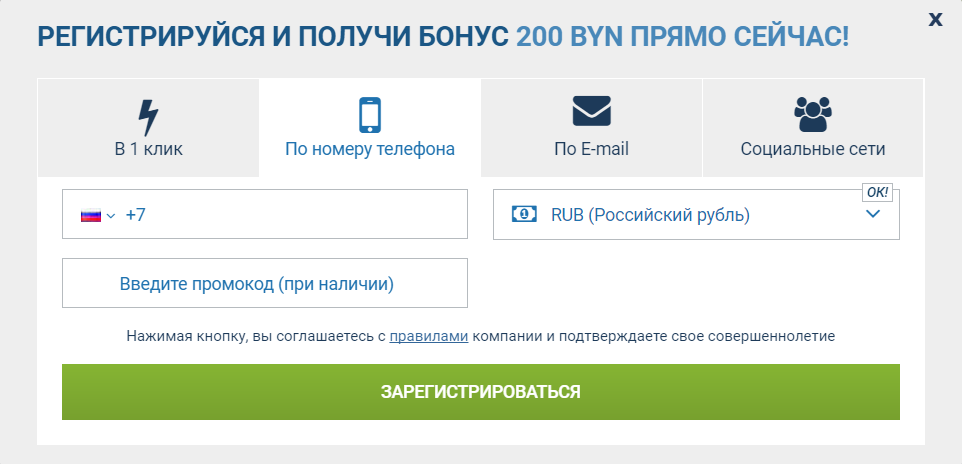 x
РЕГИСТРИРУЙСЯ И ПОЛУЧИ БОНУС 200 BYN ПРЯМО СЕЙЧАС!
В 1 клик
По номеру телефона
По E-mail
Социальные сети
+7
RUB (Российский рубль)
ОК!
Введите промокод (при наличии)
Нажимая кнопку, вы соглашаетесь с правилами компании и подтверждаете свое совершеннолетие
ЗАРЕГИСТРИРОВАТЬСЯ